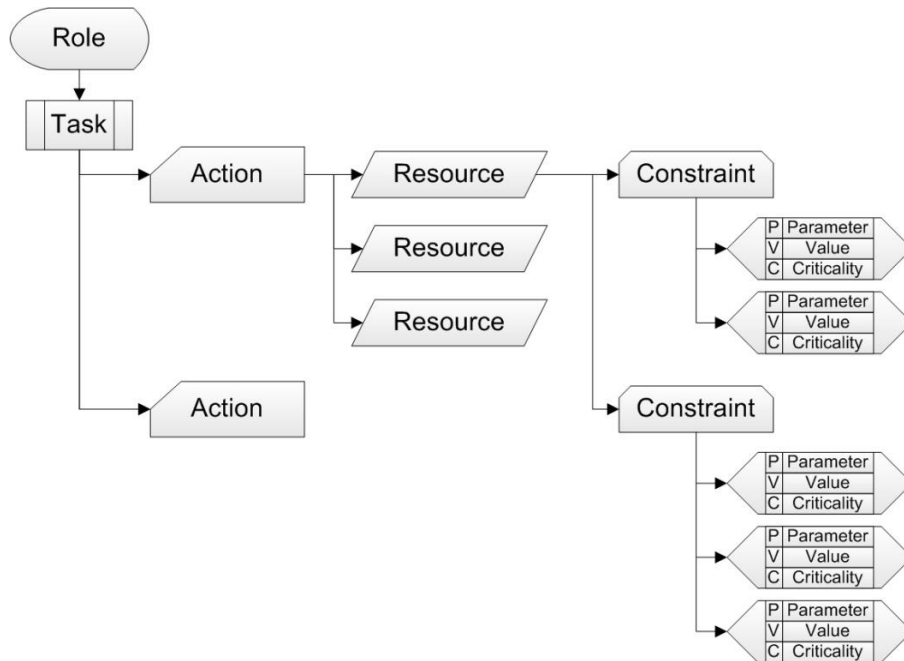 Role
Task
Action
Resource
Constraint
P Parameter
V Value
C Criticality
P Parameter
V Value
C Criticality
Resource
Resource
Action
Constraint
P Parameter
V Value
C Criticality
P Parameter
V Value
C Criticality
P Parameter
V Value
C Criticality